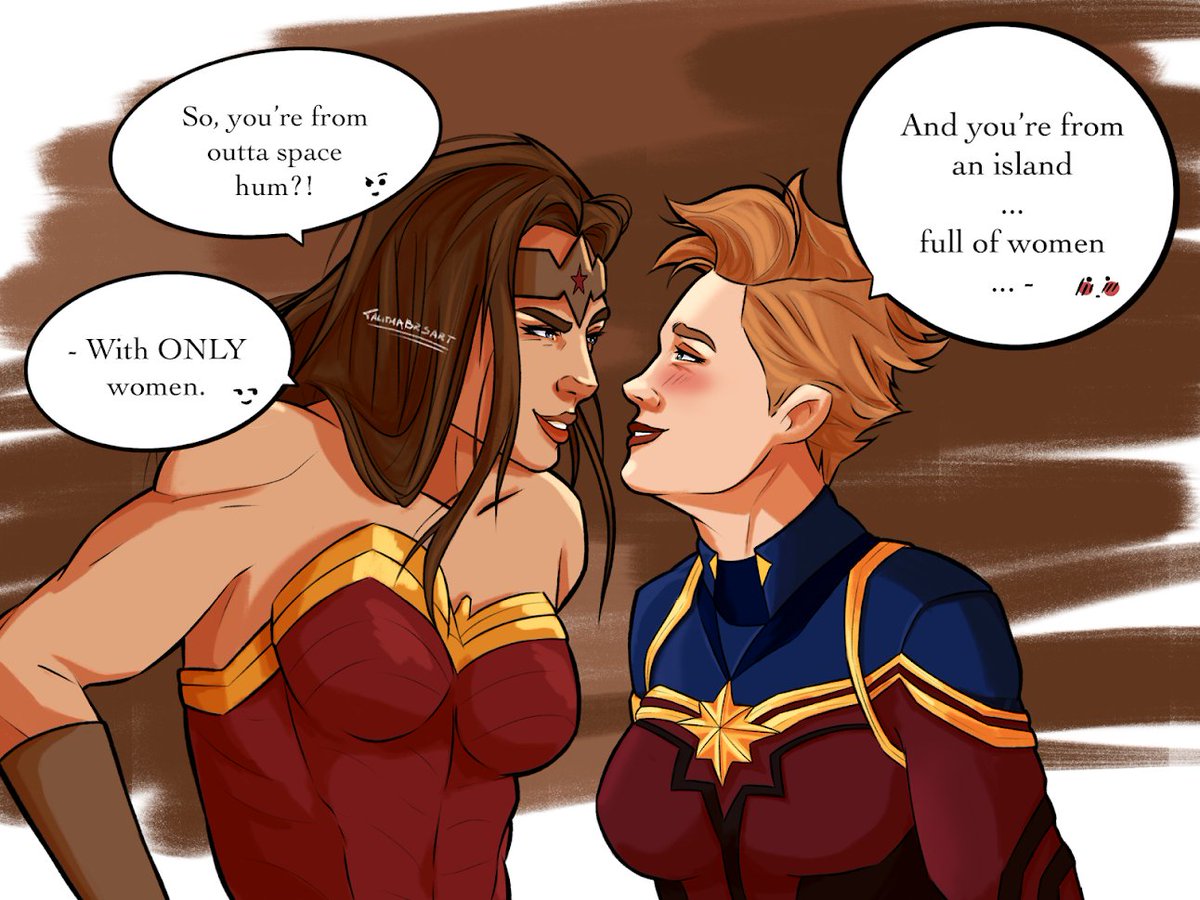 So, you're from
outta space
hum?!
And you're from
an island
...
full of women
... -
- With ONLY
women.
TALITHABZSART